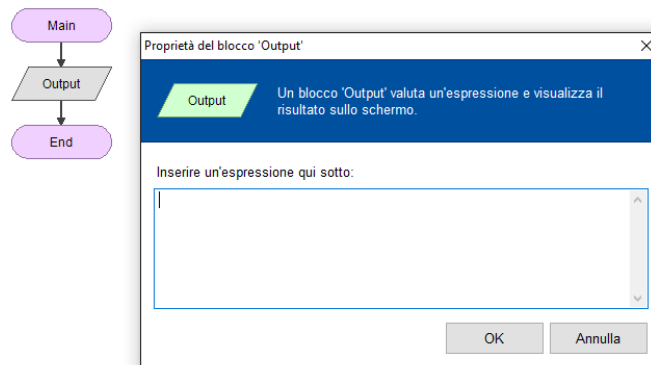 Main
Output
End
Proprietà del blocco 'Output'
Output
Un blocco 'Output' valuta un'espressione e visualizza il
risultato sullo schermo.
Inserire un'espressione qui sotto:
OK
Annulla